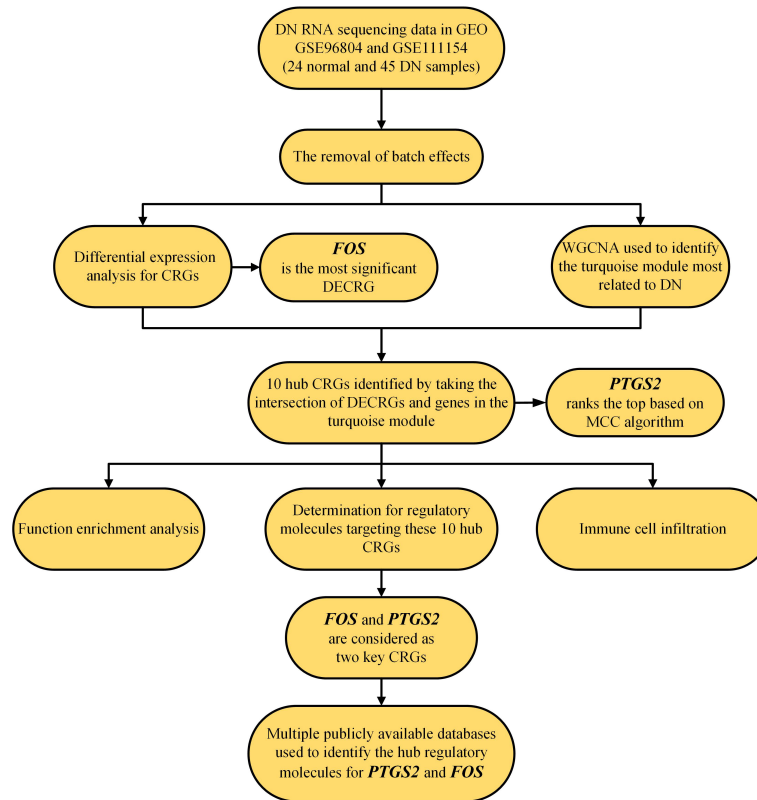 DN RNA sequencing data in GEO
GSE96804 and GSE111154
(24 normal and 45 DN samples)
The removal of batch effects
Differential expression
analysis for CRGs
FOS
is the most significant
DECRG
WGCNA used to identify
the turquoise module most
related to DN
10 hub CRGs identified by taking the
intersection of DECRGs and genes in the
turquoise module
PTGS2
ranks the top based on
MCC algorithm
Function enrichment analysis
Determination for regulatory
molecules targeting these 10 hub
CRGs
Immune cell infiltration
FOS and PTGS2
are considered as
two key CRGs
Multiple publicly available databases
used to identify the hub regulatory
molecules for PTGS2 and FOS